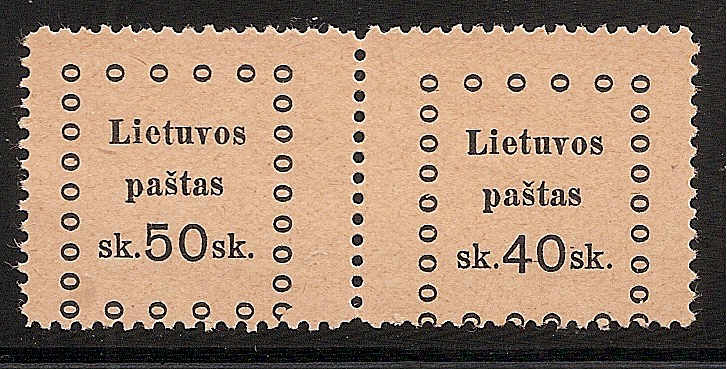 Lietuvos
paštas
sk.50sk.
Lietuvos
paštas
sk.40sk.